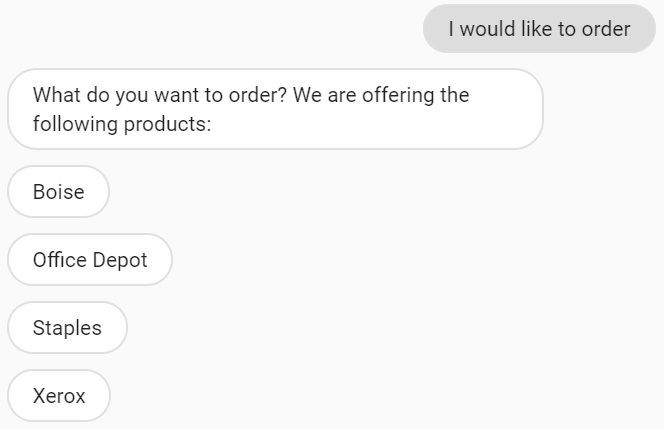 I would like to order
What do you want to order? We are offering the
following products:
Boise
Office Depot
Staples
Xerox